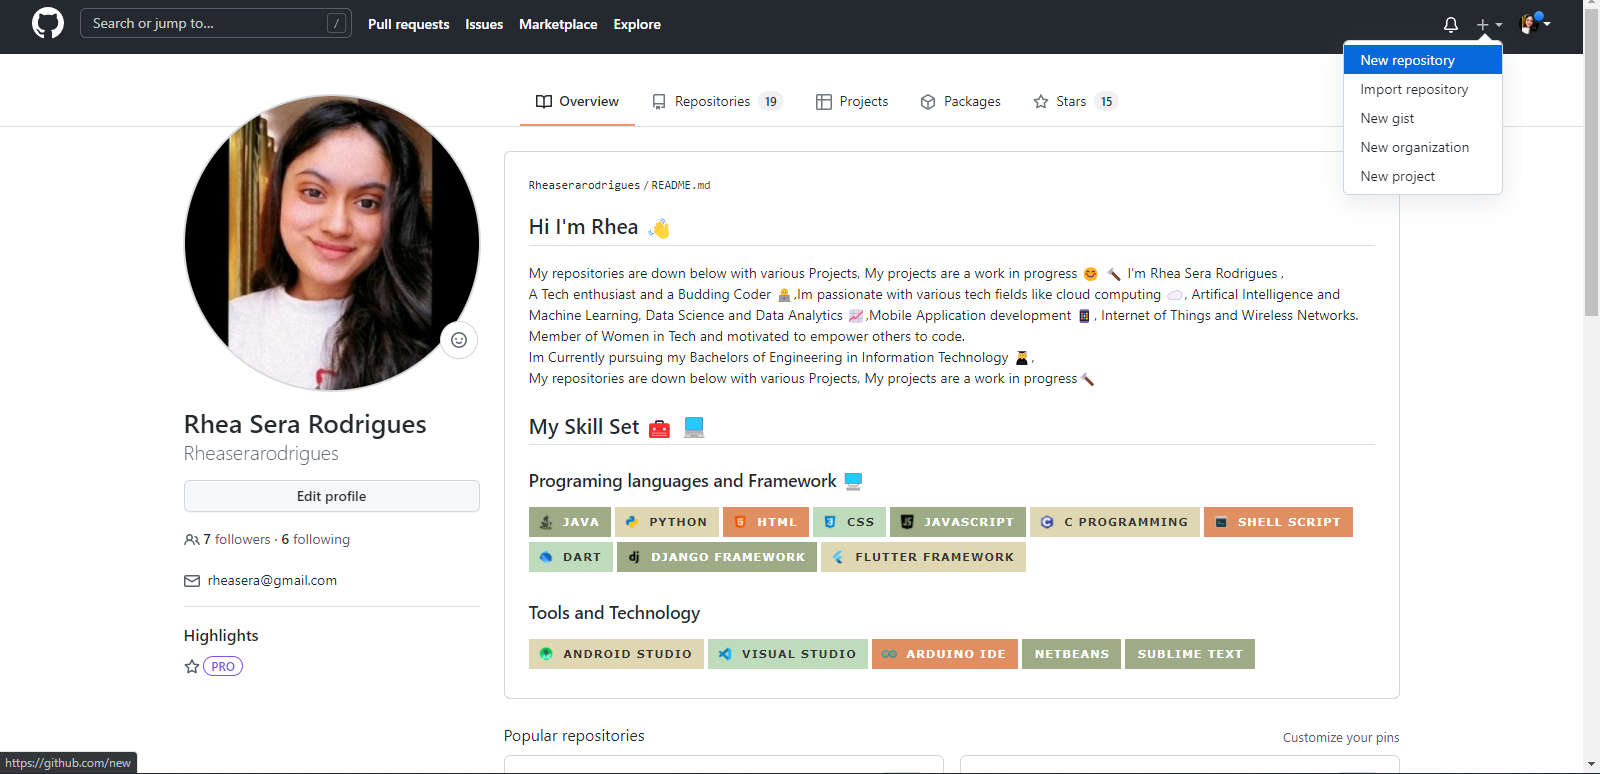 Search or jump to...
/
Pull requests
Issues
Marketplace
Explore
New repository
Import repository
New gist
New organization
New project
Overview
Repositories 19
Projects
Packages
Stars 15
Rhea Sera Rodrigues
Rheaserarodrigues
Edit profile
7 followers · 6 following
rheasera@gmail.com
Highlights
PRO
Rheaserarodrigues / README.md
Hi I'm Rhea 👋
My repositories are down below with various Projects, My projects are a work in progress 😊 🔨 I'm Rhea Sera Rodrigues ,
A Tech enthusiast and a Budding Coder 👩‍💻,Im passionate with various tech fields like cloud computing ☁️, Artifical Intelligence and
Machine Learning, Data Science and Data Analytics 📈,Mobile Application development 📱, Internet of Things and Wireless Networks.
Member of Women in Tech and motivated to empower others to code.
Im Currently pursuing my Bachelors of Engineering in Information Technology 👩‍🎓,
My repositories are down below with various Projects, My projects are a work in progress🔨
My Skill Set 🧰 💻
Programing languages and Framework 💻
JAVA PYTHON HTML CSS JAVASCRIPT C PROGRAMMING SHELL SCRIPT
DART DJANGO FRAMEWORK FLUTTER FRAMEWORK
Tools and Technology
ANDROID STUDIO VISUAL STUDIO ARDUINO IDE NETBEANS SUBLIME TEXT
Popular repositories
Customize your pins
https://github.com/new